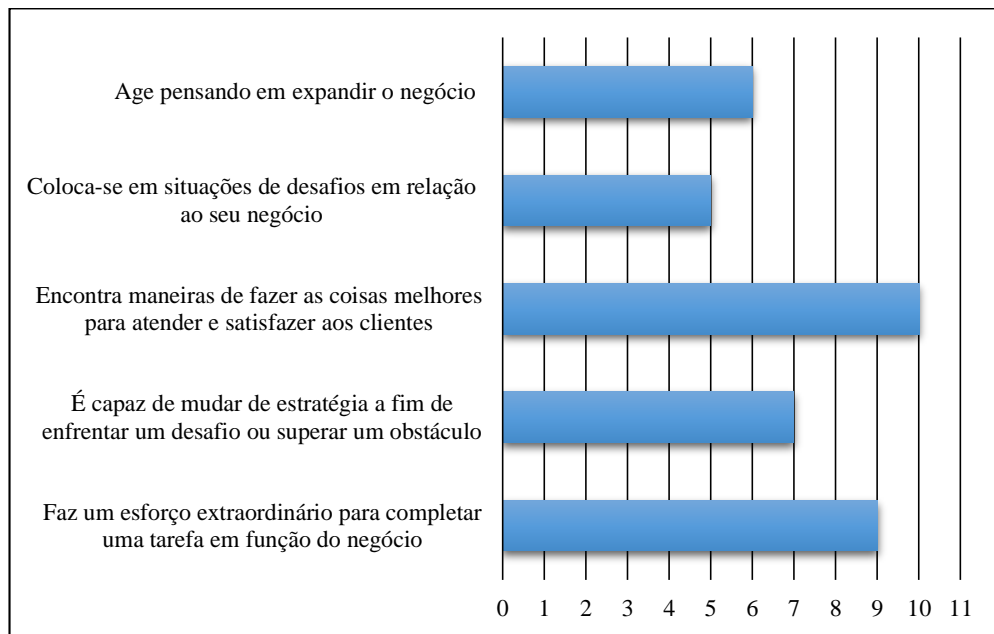 Age pensando em expandir o negócio
Coloca-se em situações de desafios em relação
ao seu negócio
Encontra maneiras de fazer as coisas melhores
para atender e satisfazer aos clientes
É capaz de mudar de estratégia a fim de
enfrentar um desafio ou superar um obstáculo
Faz um esforço extraordinário para completar
uma tarefa em função do negócio
0 1 2 3 4 5 6 7 8 9 10 11